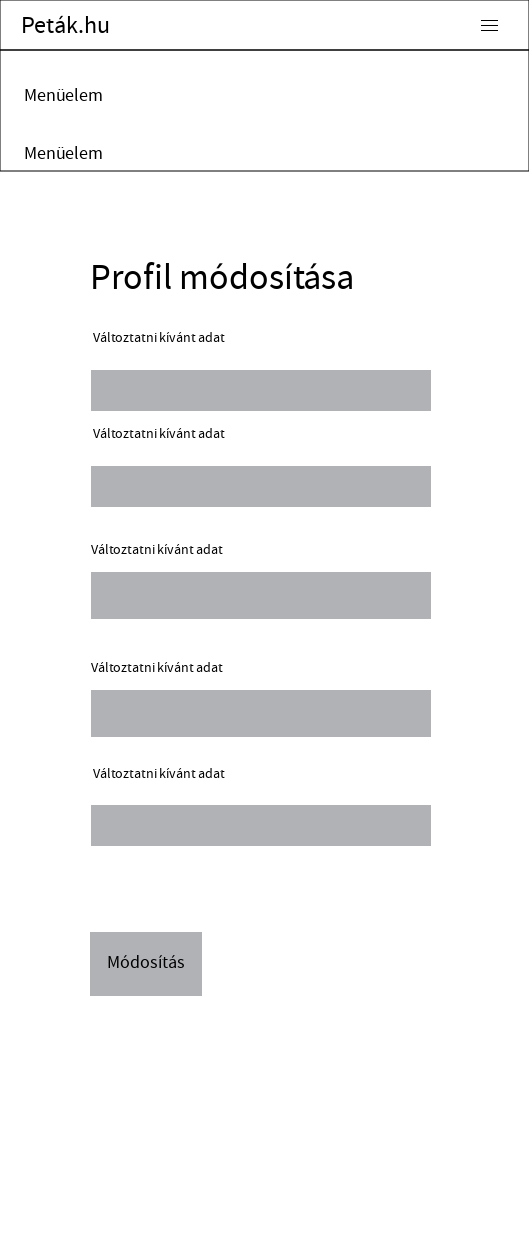 Peták.hu
Menüelem
Menüelem
Profil módosítása
Változtatni kívánt adat
Változtatni kívánt adat
Változtatni kívánt adat
Változtatni kívánt adat
Változtatni kívánt adat
Módosítás